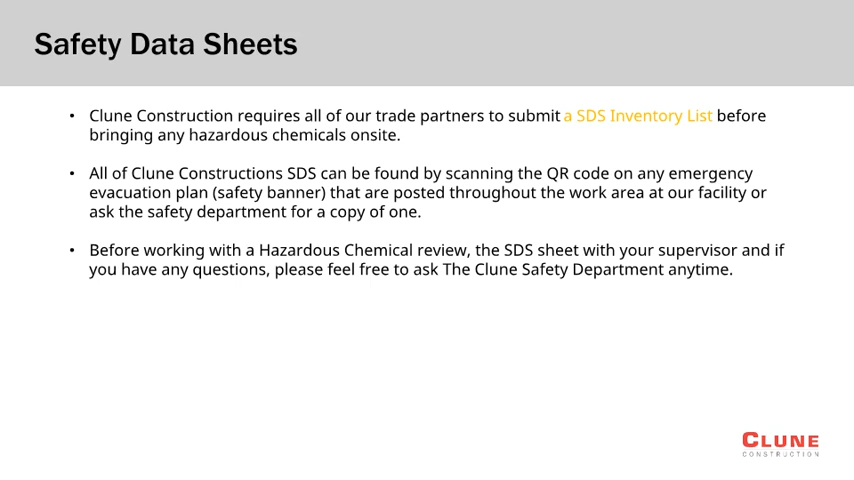 Safety Data Sheets
• Clune Construction requires all of our trade partners to submit a SDS Inventory List before
bringing any hazardous chemicals onsite.
• All of Clune Constructions SDS can be found by scanning the QR code on any emergency
evacuation plan (safety banner) that are posted throughout the work area at our facility or
ask the safety department for a copy of one.
• Before working with a Hazardous Chemical review, the SDS sheet with your supervisor and if
you have any questions, please feel free to ask The Clune Safety Department anytime.
CLUNE
CONSTRUCTION